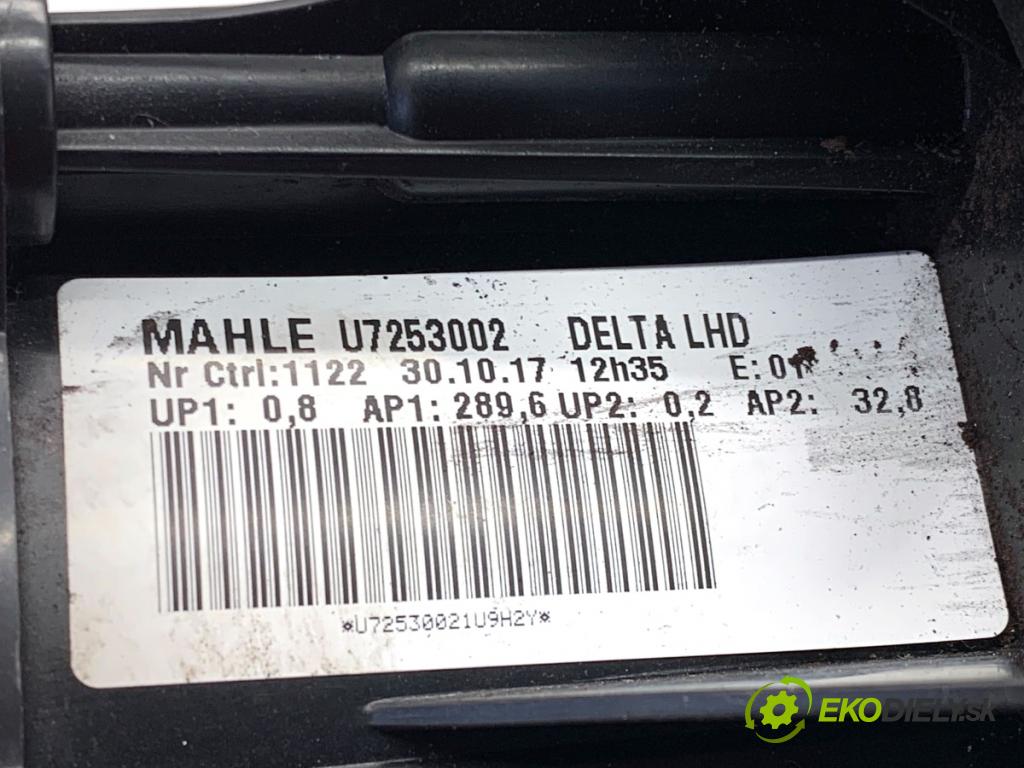 MAHLE U7253002 DELTA LHD
Nr Ctrl:1122 30.10.17 12h35 E:01
UP1: 0,8 AP1: 289,6 UP2: 0,2 AP2: 32,8
*U72530021U9H2Y*
EKODIELY.SK